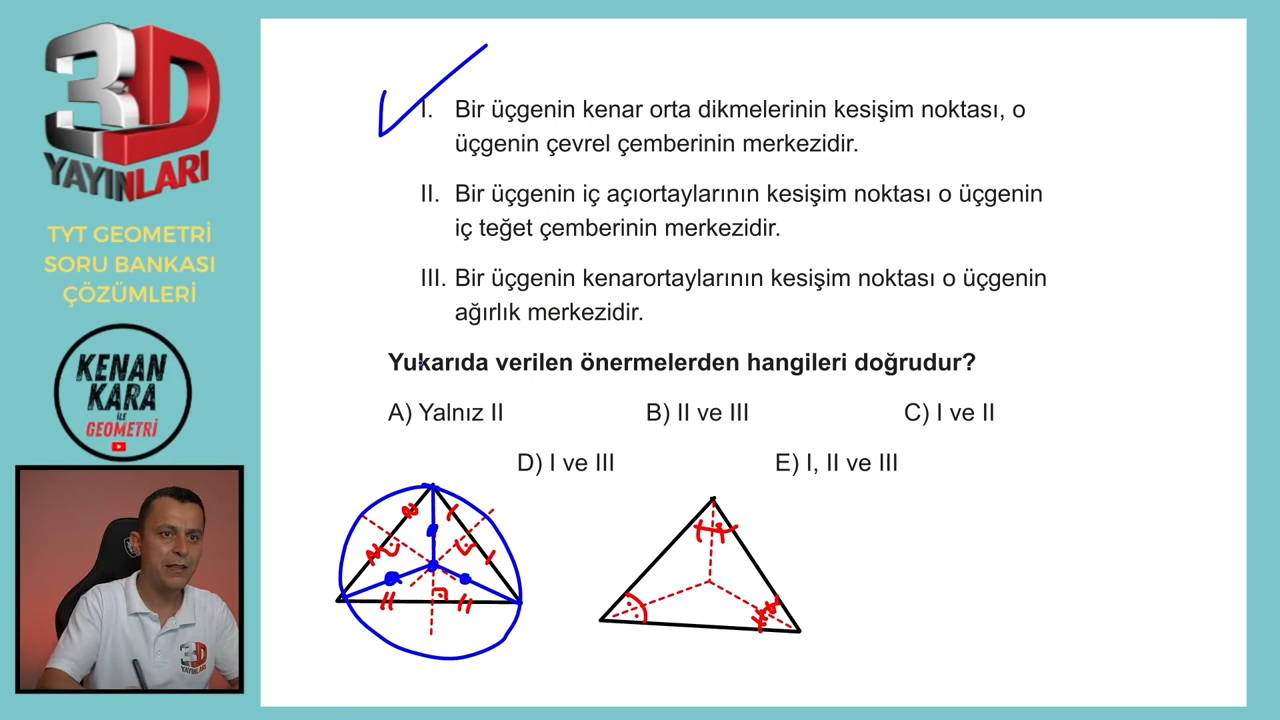 3D
YAYINLARI
TYT GEOMETRİ
SORU BANKASI
ÇÖZÜMLERİ
KENAN
KARA
İLE
GEOMETRİ
I. Bir üçgenin kenar orta dikmelerinin kesişim noktası, o
üçgenin çevrel çemberinin merkezidir.
II. Bir üçgenin iç açıortaylarının kesişim noktası o üçgenin
iç teğet çemberinin merkezidir.
III. Bir üçgenin kenarortaylarının kesişim noktası o üçgenin
ağırlık merkezidir.
Yukarıda verilen önermelerden hangileri doğrudur?
A) Yalnız II B) II ve III C) I ve II
D) I ve III E) I, II ve III
3D
YAYINLARI